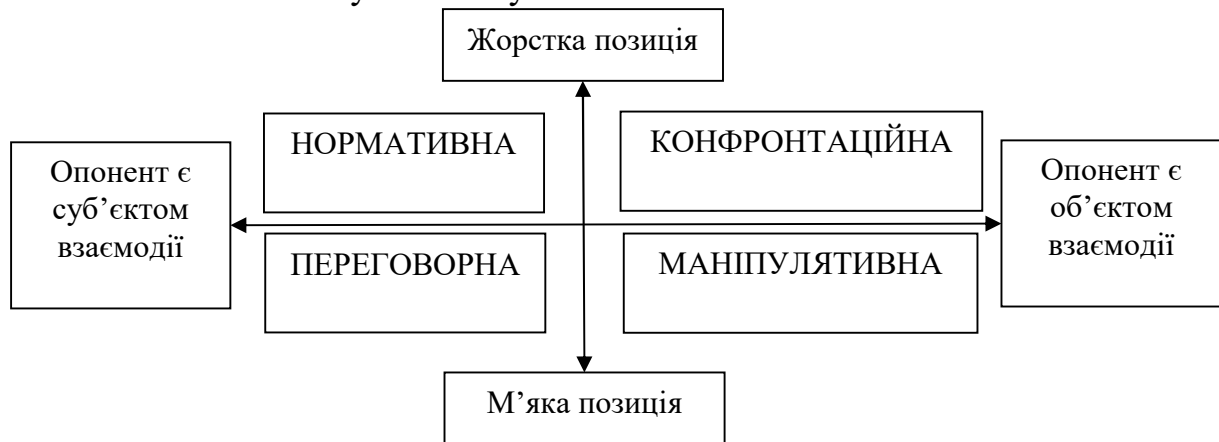 Жорстка позиція
НОРМАТИВНА
КОНФРОНТАЦІЙНА
Опонент є
суб’єктом
взаємодії
Опонент є
об’єктом
взаємодії
ПЕРЕГОВОРНА
МАНІПУЛЯТИВНА
М’яка позиція